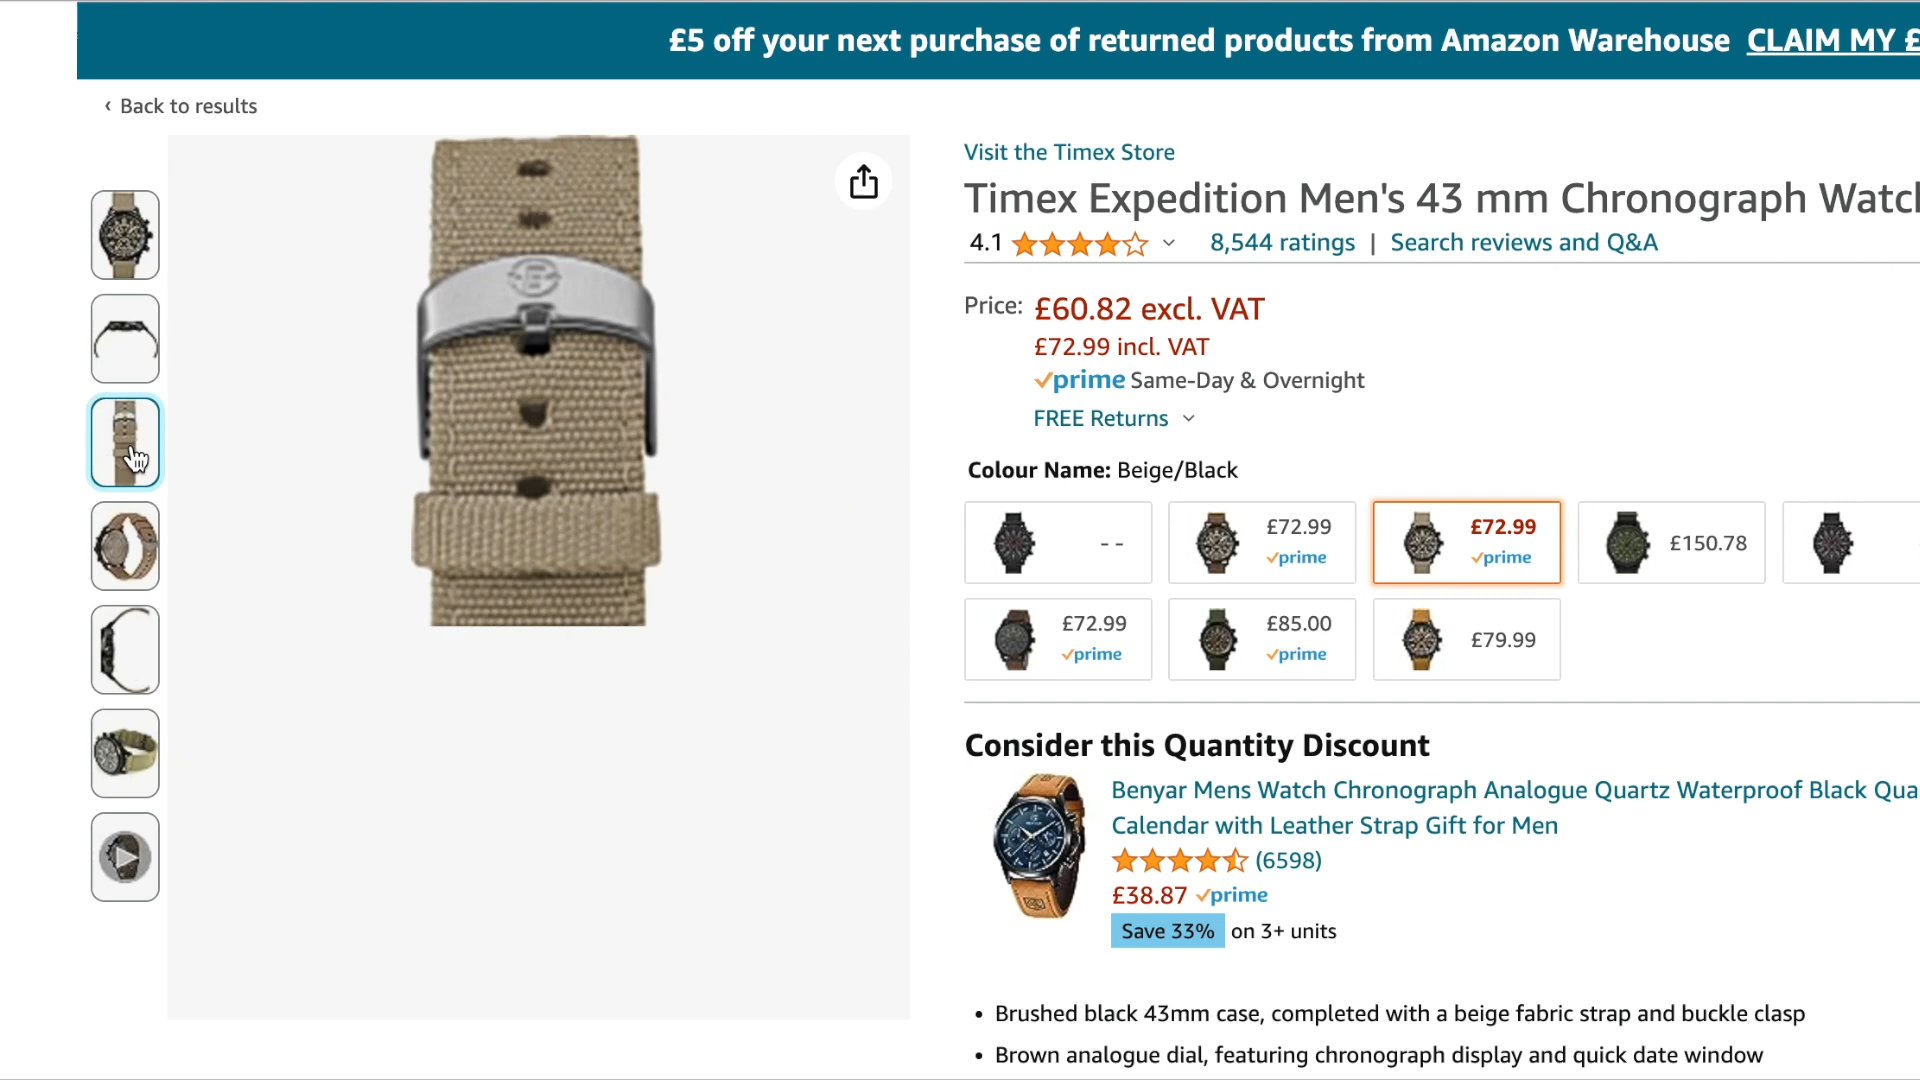 £5 off your next purchase of returned products from Amazon Warehouse CLAIM MY £
‹ Back to results
Visit the Timex Store
Timex Expedition Men's 43 mm Chronograph Watch
4.1 8,544 ratings | Search reviews and Q&A
Price: £60.82 excl. VAT
£72.99 incl. VAT
prime Same-Day & Overnight
FREE Returns
Colour Name: Beige/Black
-- £72.99 prime £72.99 prime £150.78
£72.99 prime £85.00 prime £79.99
Consider this Quantity Discount
Benyar Mens Watch Chronograph Analogue Quartz Waterproof Black Qua
Calendar with Leather Strap Gift for Men
(6598)
£38.87 prime
Save 33% on 3+ units
• Brushed black 43mm case, completed with a beige fabric strap and buckle clasp
• Brown analogue dial, featuring chronograph display and quick date window